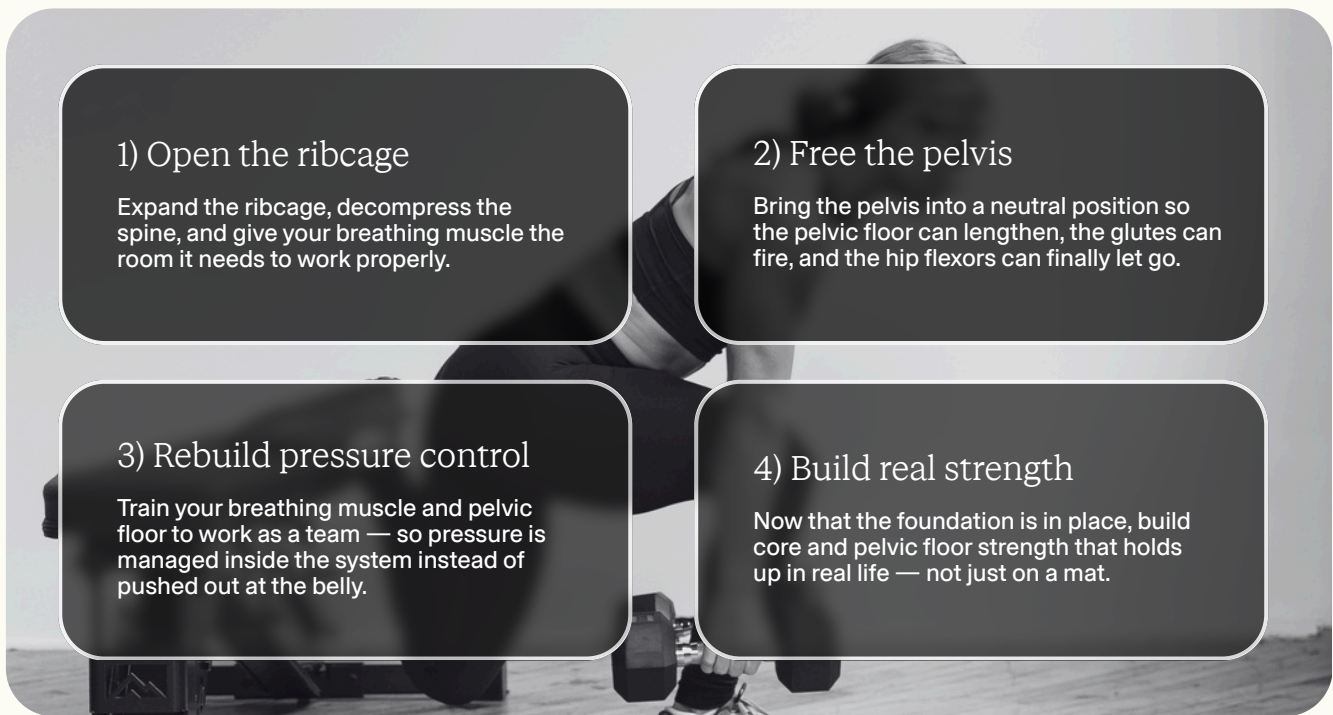 1) Open the ribcage
Expand the ribcage, decompress the
spine, and give your breathing muscle the
room it needs to work properly.
2) Free the pelvis
Bring the pelvis into a neutral position so
the pelvic floor can lengthen, the glutes can
fire, and the hip flexors can finally let go.
3) Rebuild pressure control
Train your breathing muscle and pelvic
floor to work as a team — so pressure is
managed inside the system instead of
pushed out at the belly.
4) Build real strength
Now that the foundation is in place, build
core and pelvic floor strength that holds
up in real life — not just on a mat.